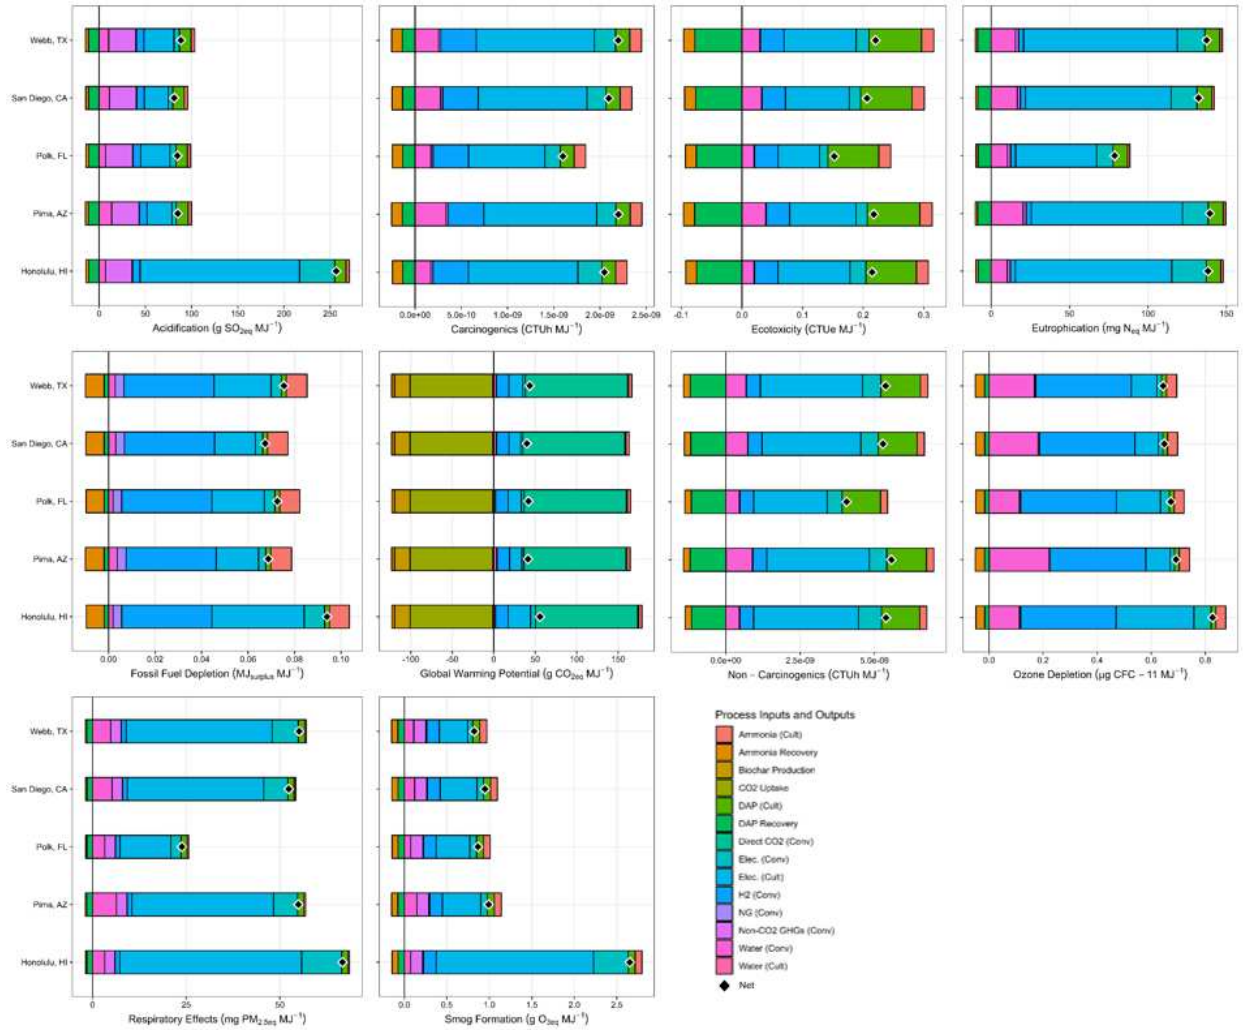 Webb, TX
San Diego, CA
Polk, FL
Pima, AZ
Honolulu, HI
0 50 100 150 200 250
Acidification (g SO2eq MJ−1)
0.0e+00 5.0e-10 1.0e-09 1.5e-09 2.0e-09 2.5e-09
Carcinogenics (CTUh MJ−1)
-0.1 0.0 0.1 0.2 0.3
Ecotoxicity (CTUe MJ−1)
0 50 100 150
Eutrophication (mg Neq MJ−1)
Webb, TX
San Diego, CA
Polk, FL
Pima, AZ
Honolulu, HI
0.00 0.02 0.04 0.06 0.08 0.10
Fossil Fuel Depletion (MJsurplus MJ−1)
-100 -50 0 50 100 150
Global Warming Potential (g CO2eq MJ−1)
0.0e+00 2.5e-09 5.0e-09
Non − Carcinogenics (CTUh MJ−1)
0.0 0.2 0.4 0.6 0.8
Ozone Depletion (µg CFC − 11 MJ−1)
Webb, TX
San Diego, CA
Polk, FL
Pima, AZ
Honolulu, HI
0 25 50
Respiratory Effects (mg PM2.5eq MJ−1)
0.0 0.5 1.0 1.5 2.0 2.5
Smog Formation (g O3eq MJ−1)
Process Inputs and Outputs
Ammonia (Cult)
Ammonia Recovery
Biochar Production
CO2 Uptake
DAP (Cult)
DAP Recovery
Direct CO2 (Conv)
Elec. (Conv)
Elec. (Cult)
H2 (Conv)
NG (Conv)
Non-CO2 GHGs (Conv)
Water (Conv)
Water (Cult)
Net